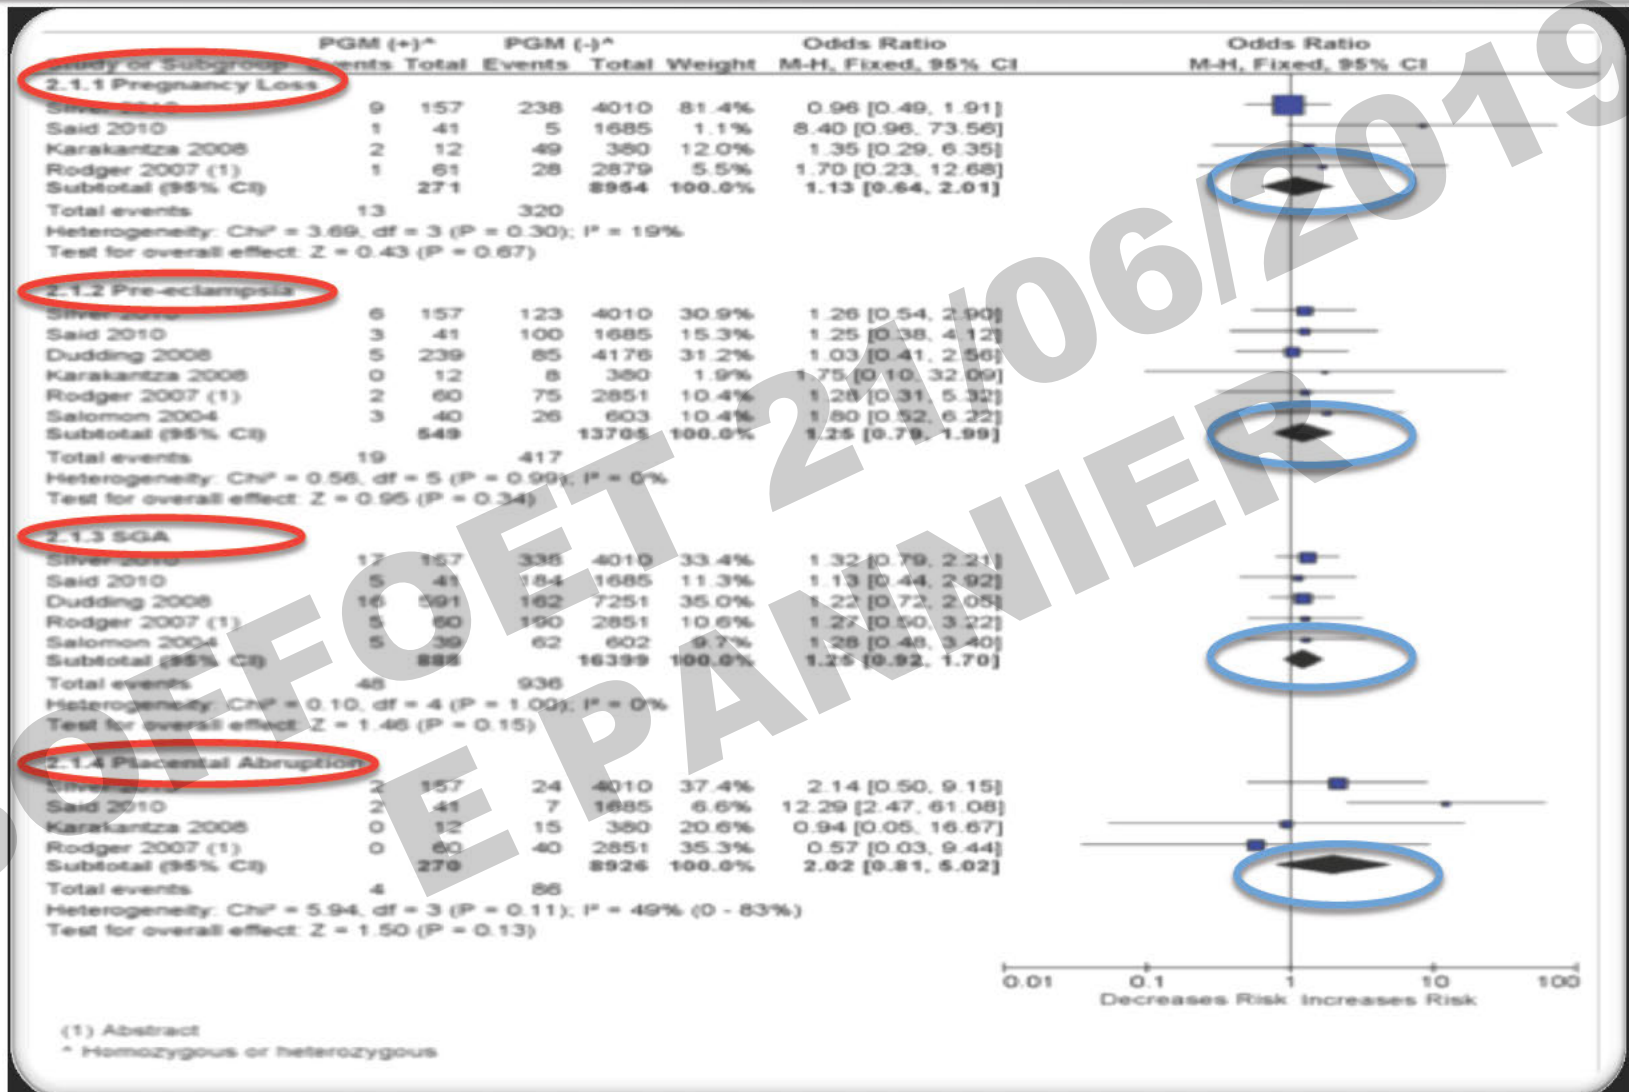 PGM (+)^ PGM (-)^ Odds Ratio Odds Ratio
Study or Subgroup Events Total Events Total Weight M-H, Fixed, 95% CI M-H, Fixed, 95% CI
2.1.1 Pregnancy Loss
Silver 2010 9 157 238 4010 81.4% 0.96 [0.49, 1.91]
Said 2010 1 41 5 1685 1.1% 8.40 [0.96, 73.56]
Karakantza 2008 2 12 49 380 12.0% 1.35 [0.29, 6.35]
Rodger 2007 (1) 1 61 28 2879 5.5% 1.70 [0.23, 12.68]
Subtotal (95% CI) 271 8954 100.0% 1.13 [0.64, 2.01]
Total events 13 320
Heterogeneity: Chi² = 3.69, df = 3 (P = 0.30); I² = 19%
Test for overall effect: Z = 0.43 (P = 0.67)
2.1.2 Pre-eclampsia
Silver 2010 6 157 123 4010 30.9% 1.26 [0.54, 2.90]
Said 2010 3 41 100 1685 15.3% 1.25 [0.38, 4.12]
Dudding 2008 5 239 85 4176 31.2% 1.03 [0.41, 2.56]
Karakantza 2008 0 12 8 380 1.9% 1.75 [0.10, 32.09]
Rodger 2007 (1) 2 60 75 2851 10.4% 1.28 [0.31, 5.32]
Salomon 2004 3 40 26 603 10.4% 1.80 [0.52, 6.22]
Subtotal (95% CI) 549 13705 100.0% 1.25 [0.79, 1.99]
Total events 19 417
Heterogeneity: Chi² = 0.56, df = 5 (P = 0.99); I² = 0%
Test for overall effect: Z = 0.95 (P = 0.34)
2.1.3 SGA
Silver 2010 17 157 338 4010 33.4% 1.32 [0.79, 2.21]
Said 2010 5 41 184 1685 11.3% 1.13 [0.44, 2.92]
Dudding 2008 16 591 162 7251 35.0% 1.22 [0.72, 2.05]
Rodger 2007 (1) 5 60 190 2851 10.6% 1.27 [0.50, 3.22]
Salomon 2004 5 39 62 602 9.7% 1.28 [0.48, 3.40]
Subtotal (95% CI) 888 16399 100.0% 1.25 [0.92, 1.70]
Total events 48 936
Heterogeneity: Chi² = 0.10, df = 4 (P = 1.00); I² = 0%
Test for overall effect: Z = 1.46 (P = 0.15)
2.1.4 Placental Abruption
Silver 2010 2 157 24 4010 37.4% 2.14 [0.50, 9.15]
Said 2010 2 41 7 1685 6.6% 12.29 [2.47, 61.08]
Karakantza 2008 0 12 15 380 20.6% 0.94 [0.05, 16.67]
Rodger 2007 (1) 0 60 40 2851 35.3% 0.57 [0.03, 9.44]
Subtotal (95% CI) 270 8926 100.0% 2.02 [0.81, 5.02]
Total events 4 86
Heterogeneity: Chi² = 5.94, df = 3 (P = 0.11); I² = 49% (0 - 83%)
Test for overall effect: Z = 1.50 (P = 0.13)
0.01 0.1 1 10 100
Decreases Risk Increases Risk
(1) Abstract
^ Homozygous or heterozygous
OFFOET 21/06/2019
E PANNIER